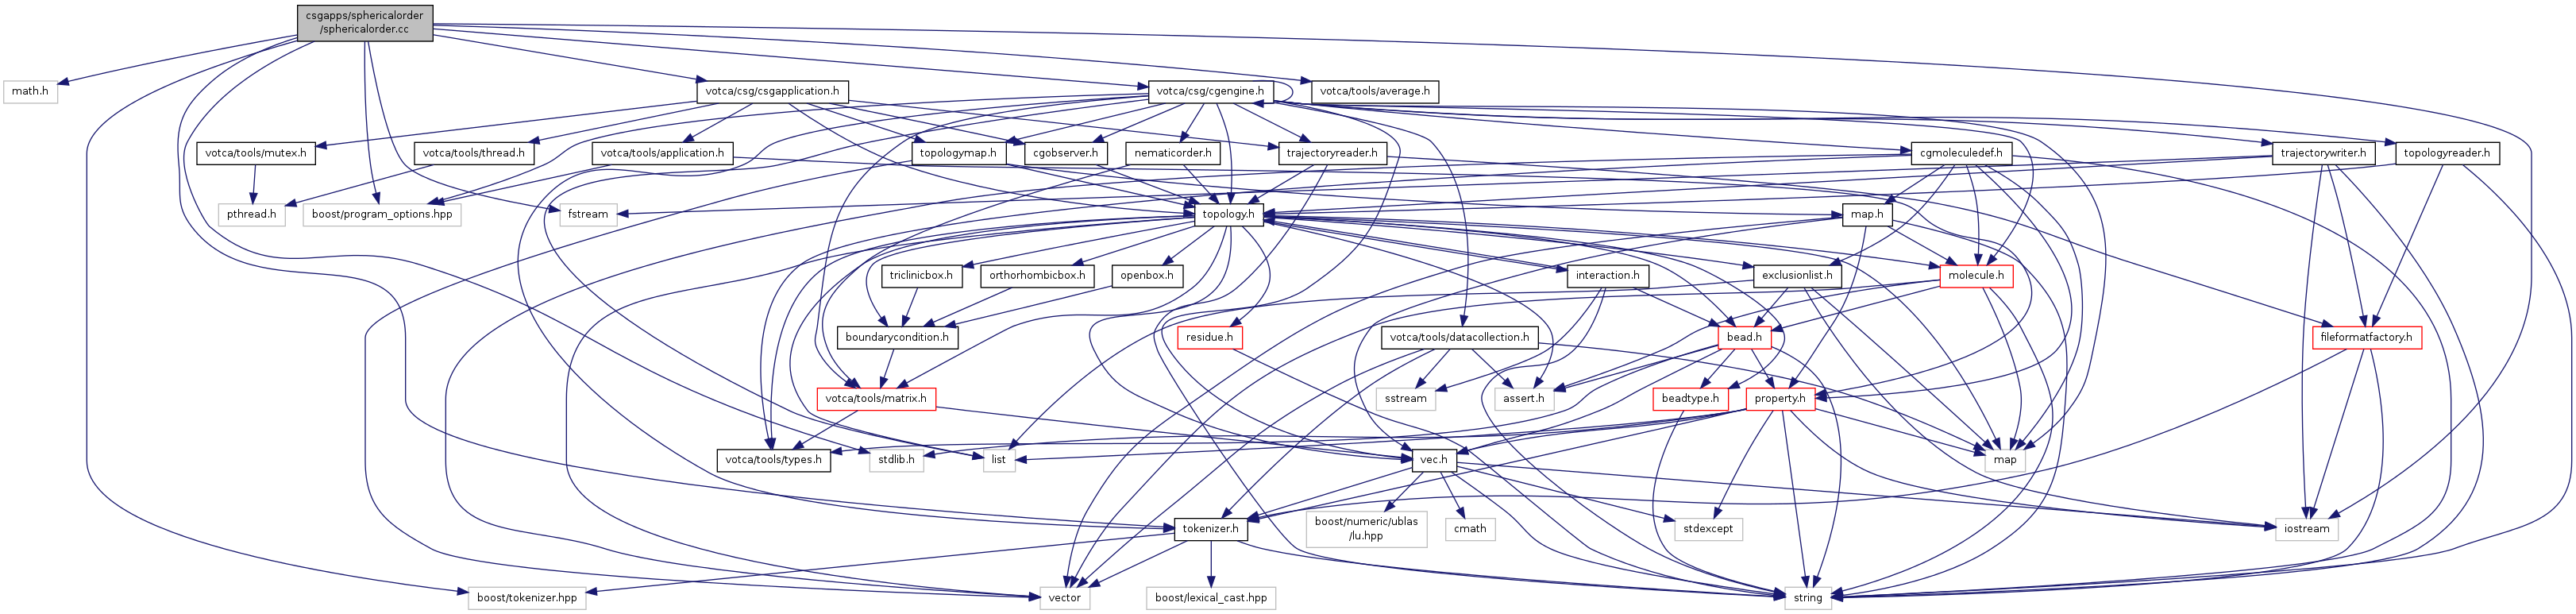 csgapps/sphericalorder
/sphericalorder.cc
math.h
votca/csg/csgapplication.h
votca/csg/cgengine.h
votca/tools/average.h
votca/tools/mutex.h
votca/tools/thread.h
votca/tools/application.h
topologymap.h
cgobserver.h
nematicorder.h
trajectoryreader.h
cgmoleculedef.h
trajectorywriter.h
topologyreader.h
pthread.h
boost/program_options.hpp
fstream
topology.h
map.h
triclinicbox.h
orthorhombicbox.h
openbox.h
interaction.h
exclusionlist.h
molecule.h
boundarycondition.h
residue.h
votca/tools/datacollection.h
bead.h
fileformatfactory.h
votca/tools/matrix.h
sstream
assert.h
beadtype.h
property.h
votca/tools/types.h
stdlib.h
list
vec.h
map
tokenizer.h
boost/numeric/ublas
/lu.hpp
cmath
stdexcept
iostream
boost/tokenizer.hpp
vector
boost/lexical_cast.hpp
string